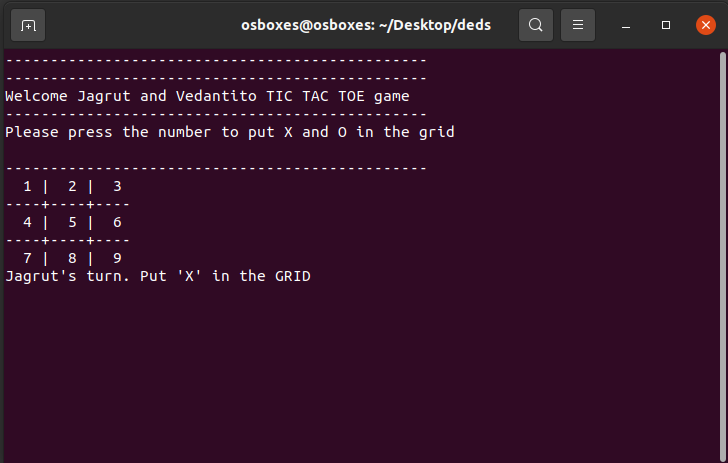 osboxes@osboxes: ~/Desktop/deds
-----------------------------------------------
-----------------------------------------------
Welcome Jagrut and Vedantito TIC TAC TOE game
-----------------------------------------------
Please press the number to put X and O in the grid
-----------------------------------------------
  1 |  2 |  3
----+----+----
  4 |  5 |  6
----+----+----
  7 |  8 |  9
Jagrut's turn. Put 'X' in the GRID